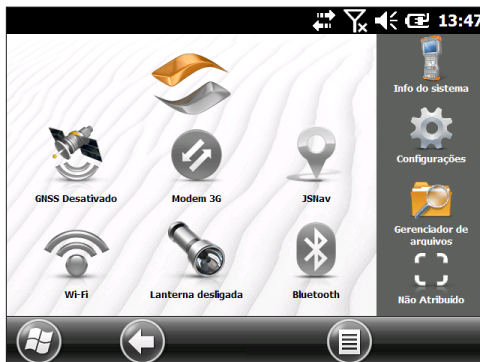 13:47
Info do sistema
GNSS Desativado
Modem 3G
JSNav
Configurações
Gerenciador de
arquivos
Wi-Fi
Lanterna desligada
Bluetooth
Não Atribuído